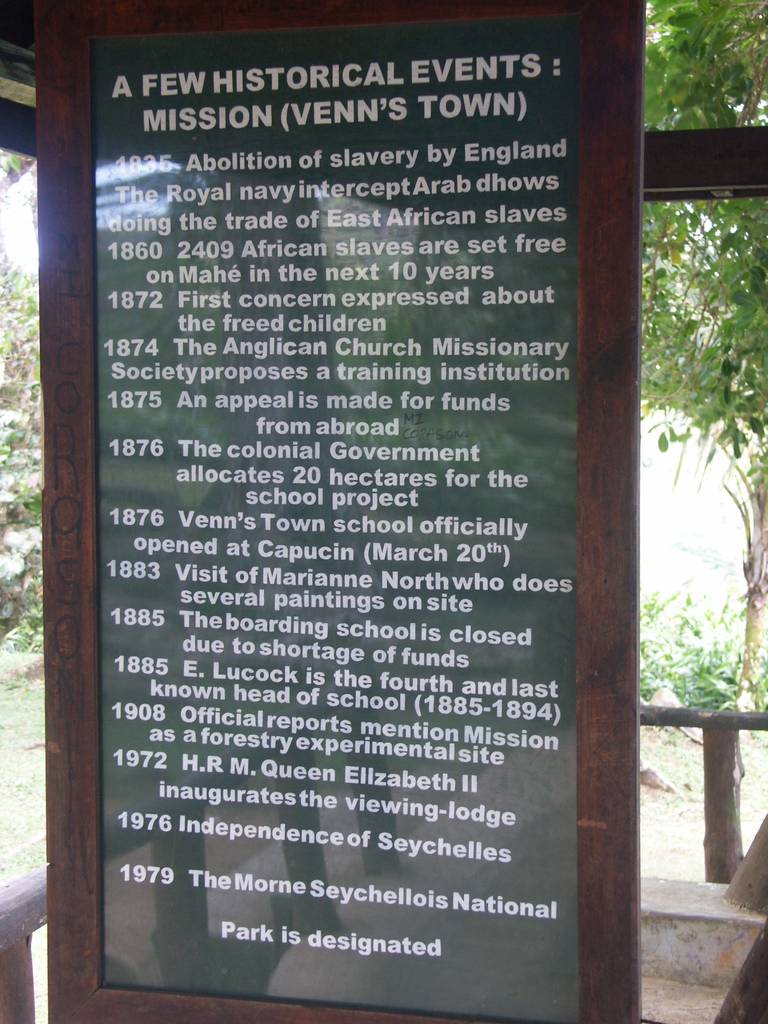 A FEW HISTORICAL EVENTS :
MISSION (VENN'S TOWN)
1835 Abolition of slavery by England
The Royal navy intercept Arab dhows
doing the trade of East African slaves
1860 2409 African slaves are set free
on Mahé in the next 10 years
1872 First concern expressed about
the freed children
1874 The Anglican Church Missionary
Society proposes a training institution
1875 An appeal is made for funds
from abroad
1876 The colonial Government
allocates 20 hectares for the
school project
1876 Venn's Town school officially
opened at Capucin (March 20th)
1883 Visit of Marianne North who does
several paintings on site
1885 The boarding school is closed
due to shortage of funds
1885 E. Lucock is the fourth and last
known head of school (1885-1894)
1908 Official reports mention Mission
as a forestry experimental site
1972 H.R M. Queen ElIzabeth II
inaugurates the viewing-lodge
1976 Independence of Seychelles
1979 The Morne Seychellois National
Park is designated